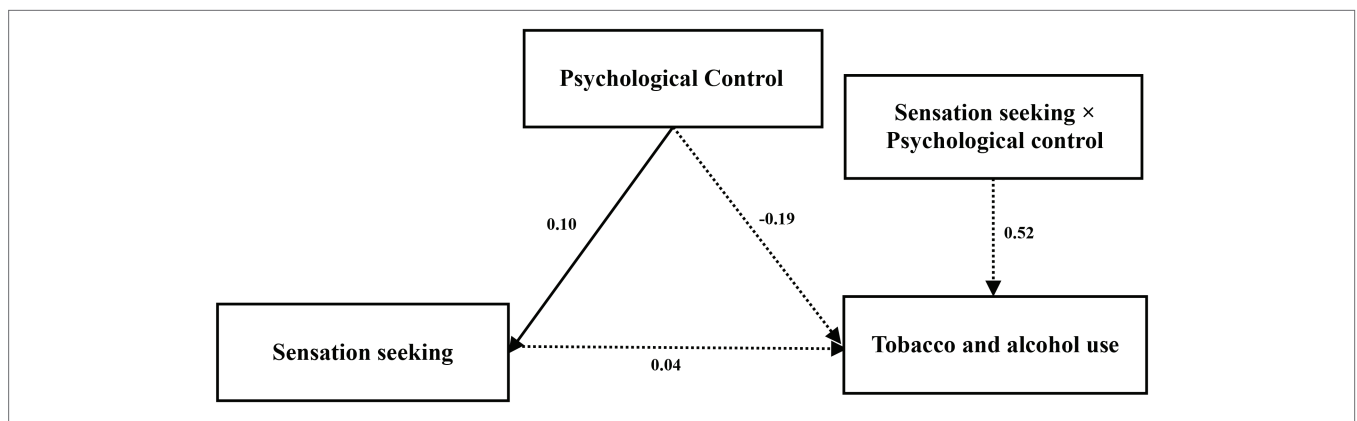 Psychological Control
Sensation seeking ×
Psychological control
0.10
-0.19
0.52
Sensation seeking
0.04
Tobacco and alcohol use